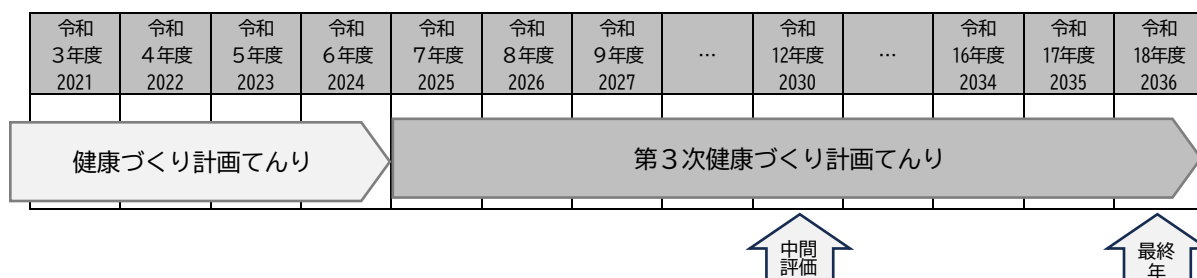 令和 令和 令和 令和 令和 令和 令和 … 令和 … 令和 令和 令和
3年度 4年度 5年度 6年度 7年度 8年度 9年度 12年度 16年度 17年度 18年度
2021 2022 2023 2024 2025 2026 2027 2030 2034 2035 2036
健康づくり計画てんり 第3次健康づくり計画てんり
中間 最終
評価 年